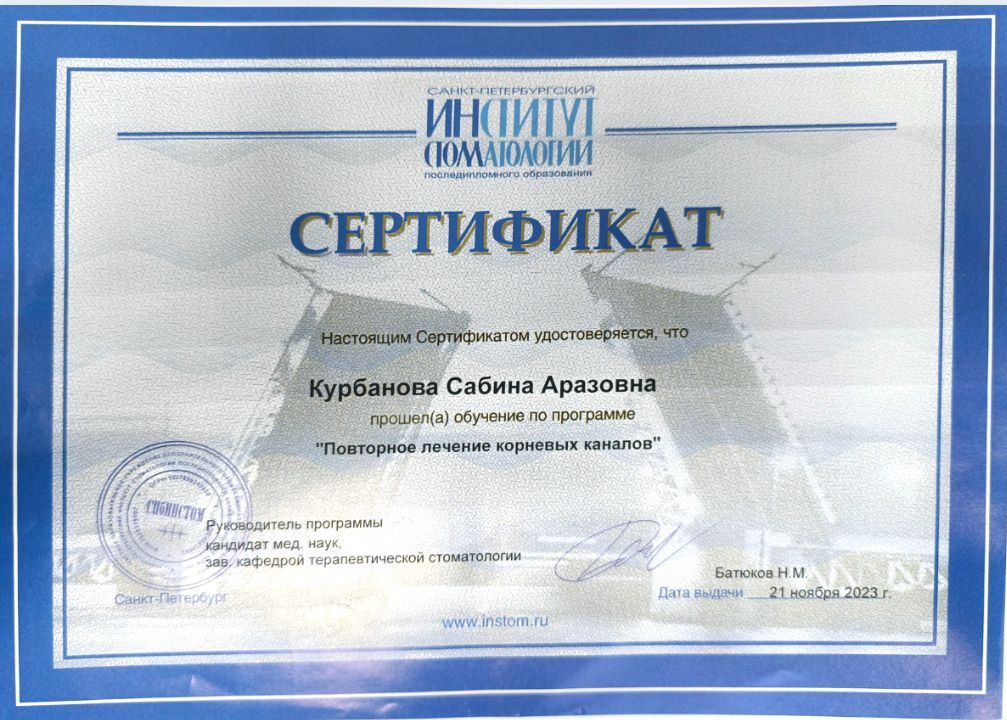 САНКТ-ПЕТЕРБУРГСКИЙ
ИНСТИТУТ
СТОМАТОЛОГИИ
последипломного образования
СЕРТИФИКАТ
Настоящим Сертификатом удостоверяется, что
Курбанова Сабина Аразовна
прошел(а) обучение по программе
"Повторное лечение корневых каналов"
СПбИНСТОМ
Руководитель программы
кандидат мед. наук,
зав. кафедрой терапевтической стоматологии
Батюков Н.М.
Санкт-Петербург
Дата выдачи 21 ноября 2023 г.
www.instom.ru